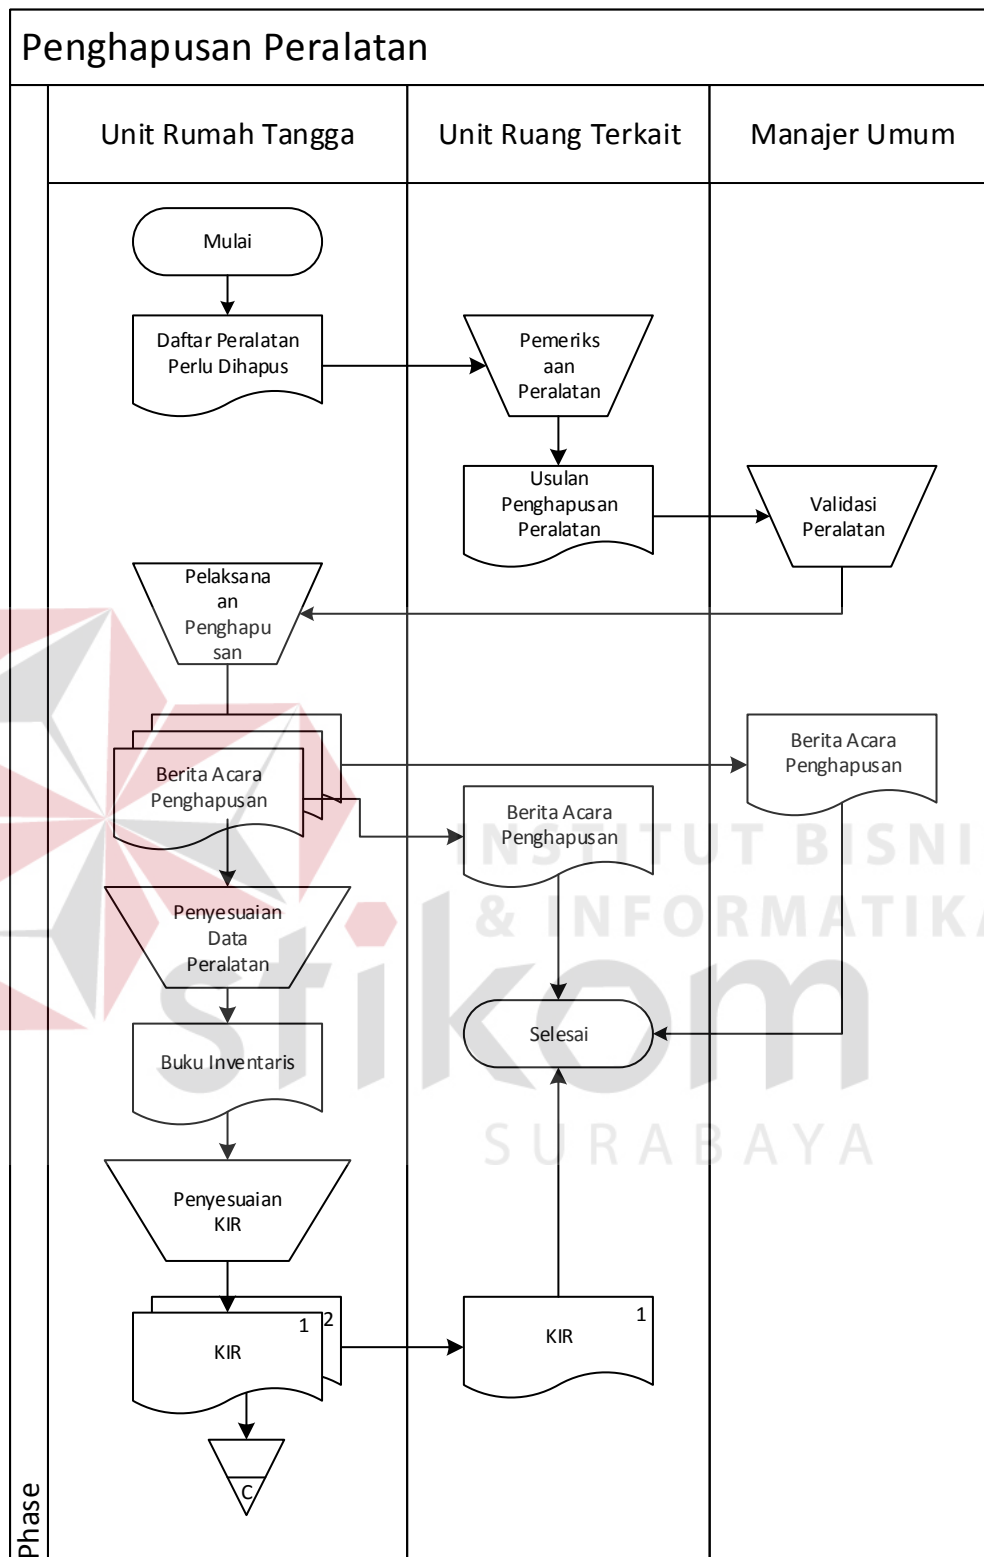 Penghapusan Peralatan
Unit Rumah Tangga
Unit Ruang Terkait
Manajer Umum
Mulai
Daftar Peralatan
Perlu Dihapus
Pemeriks
aan
Peralatan
Usulan
Penghapusan
Peralatan
Validasi
Peralatan
Pelaksana
an
Penghapu
san
Berita Acara
Penghapusan
Berita Acara
Penghapusan
Berita Acara
Penghapusan
INSTITUT BISNI
& INFORMATIKA
stikom
SURABAYA
Penyesuaian
Data
Peralatan
Selesai
Buku Inventaris
Penyesuaian
KIR
1
2
KIR
1
KIR
C
Phase